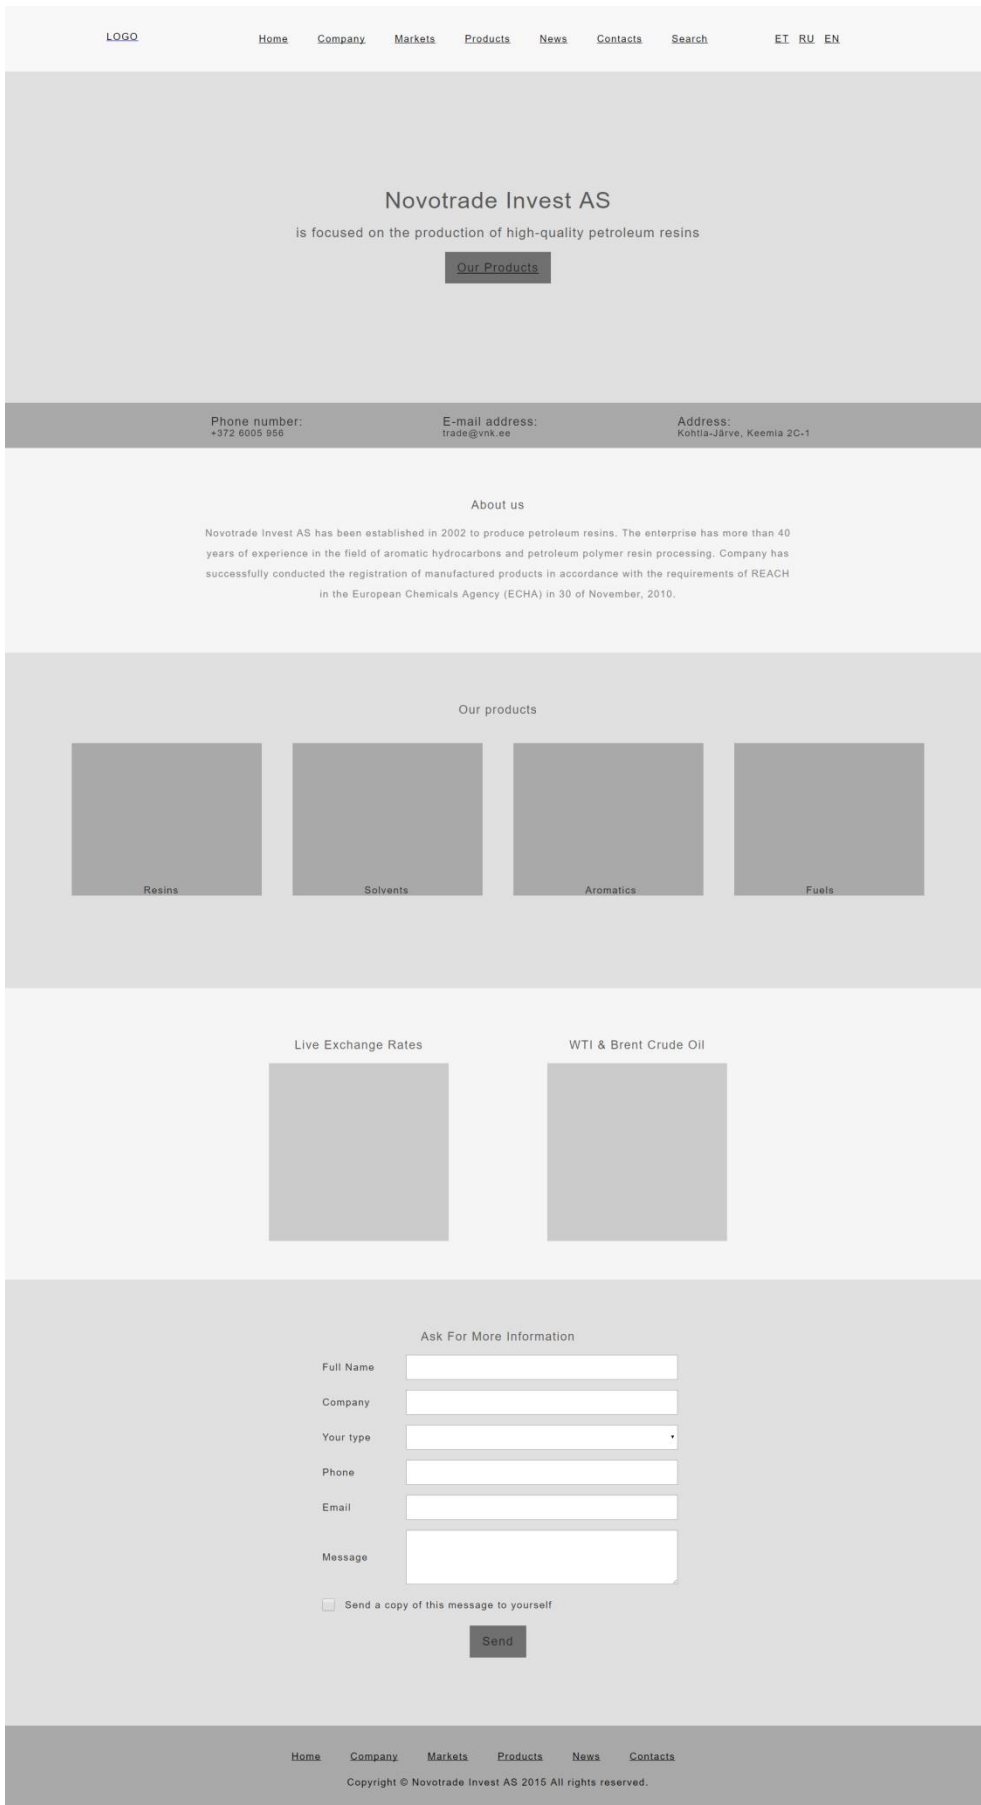 LOGO
Home Company Markets Products News Contacts Search ET RU EN
Novotrade Invest AS
is focused on the production of high-quality petroleum resins
Our Products
Phone number: E-mail address: Address:
+372 6005 956 trade@vnk.ee Kohtla-Järve, Keemia 2C-1
About us
Novotrade Invest AS has been established in 2002 to produce petroleum resins. The enterprise has more than 40
years of experience in the field of aromatic hydrocarbons and petroleum polymer resin processing. Company has
successfully conducted the registration of manufactured products in accordance with the requirements of REACH
in the European Chemicals Agency (ECHA) in 30 of November, 2010.
Our products
Resins Solvents Aromatics Fuels
Live Exchange Rates WTI & Brent Crude Oil
Ask For More Information
Full Name
Company
Your type
Phone
Email
Message
Send a copy of this message to yourself
Send
Home Company Markets Products News Contacts
Copyright © Novotrade Invest AS 2015 All rights reserved.